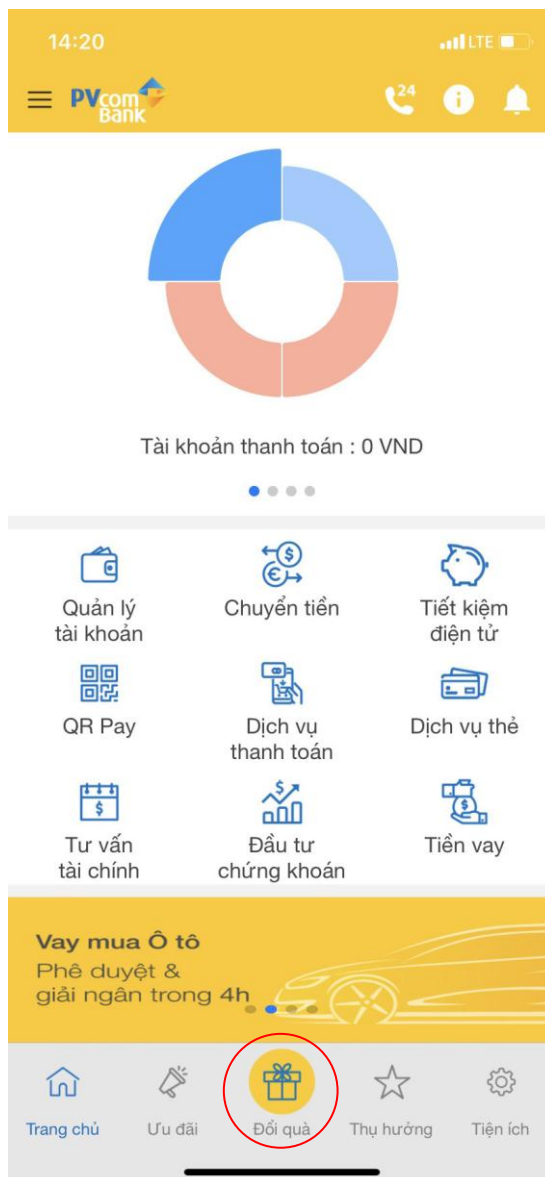 14:20
LTE
PVcom
Bank
24
Tài khoản thanh toán : 0 VND
Quản lý
tài khoản
Chuyển tiền
Tiết kiệm
điện tử
QR Pay
Dịch vụ
thanh toán
Dịch vụ thẻ
Tư vấn
tài chính
Đầu tư
chứng khoán
Tiền vay
Vay mua Ô tô
Phê duyệt &
giải ngân trong 4h
Trang chủ
Ưu đãi
Đổi quà
Thụ hưởng
Tiện ích